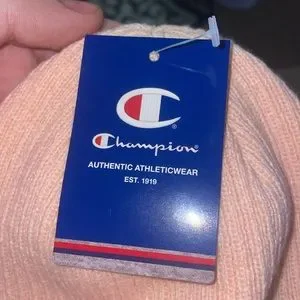 Champion
AUTHENTIC ATHLETICWEAR
EST. 1919